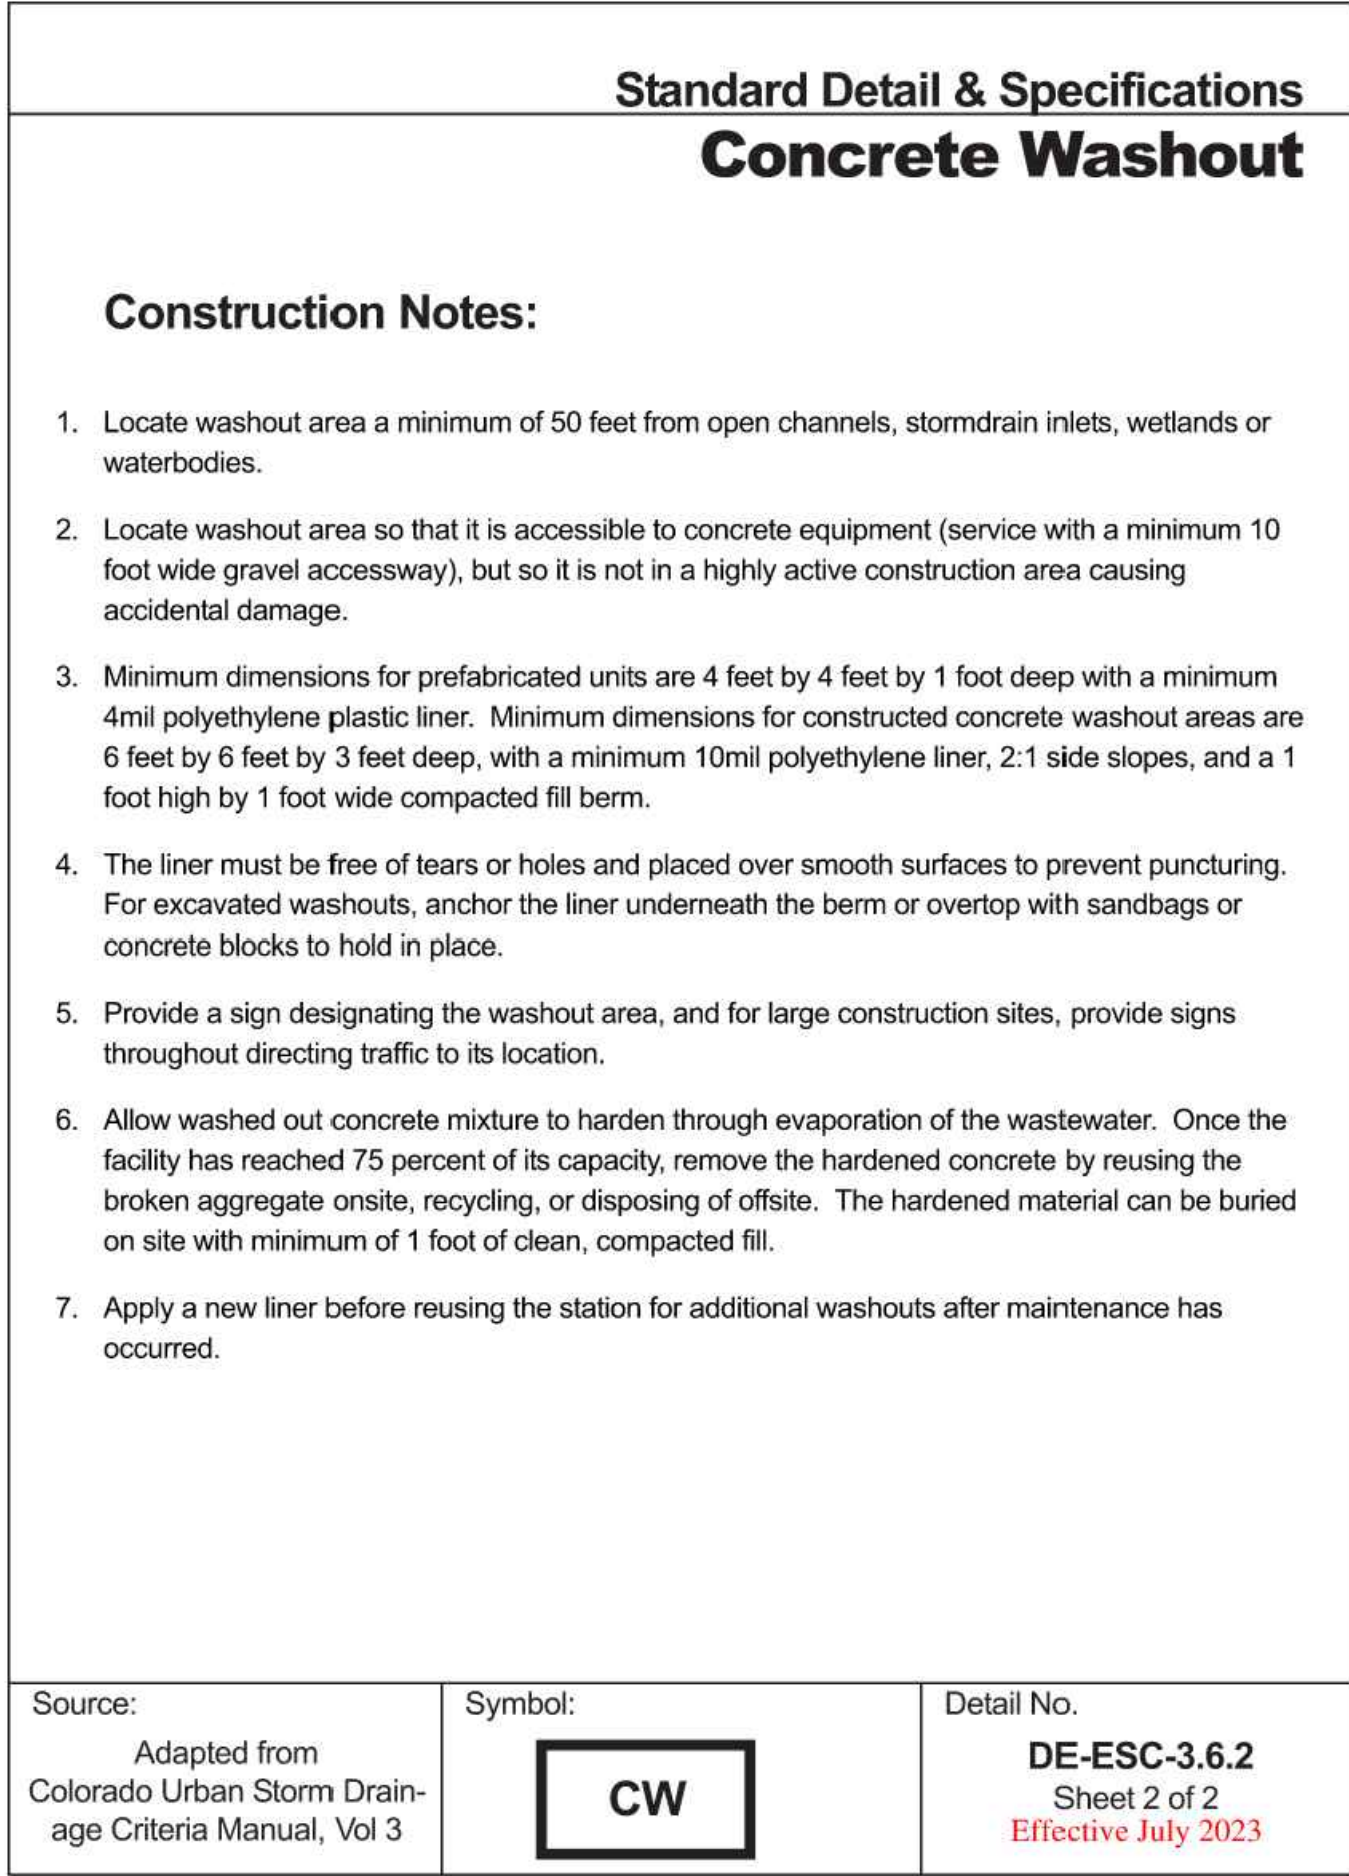 Standard Detail & Specifications
Concrete Washout
Construction Notes:
1. Locate washout area a minimum of 50 feet from open channels, stormdrain inlets, wetlands or
waterbodies.
2. Locate washout area so that it is accessible to concrete equipment (service with a minimum 10
foot wide gravel accessway), but so it is not in a highly active construction area causing
accidental damage.
3. Minimum dimensions for prefabricated units are 4 feet by 4 feet by 1 foot deep with a minimum
4mil polyethylene plastic liner. Minimum dimensions for constructed concrete washout areas are
6 feet by 6 feet by 3 feet deep, with a minimum 10mil polyethylene liner, 2:1 side slopes, and a 1
foot high by 1 foot wide compacted fill berm.
4. The liner must be free of tears or holes and placed over smooth surfaces to prevent puncturing.
For excavated washouts, anchor the liner underneath the berm or overtop with sandbags or
concrete blocks to hold in place.
5. Provide a sign designating the washout area, and for large construction sites, provide signs
throughout directing traffic to its location.
6. Allow washed out concrete mixture to harden through evaporation of the wastewater. Once the
facility has reached 75 percent of its capacity, remove the hardened concrete by reusing the
broken aggregate onsite, recycling, or disposing of offsite. The hardened material can be buried
on site with minimum of 1 foot of clean, compacted fill.
7. Apply a new liner before reusing the station for additional washouts after maintenance has
occurred.
Source:
Adapted from
Colorado Urban Storm Drain-
age Criteria Manual, Vol 3
Symbol:
CW
Detail No.
DE-ESC-3.6.2
Sheet 2 of 2
Effective July 2023